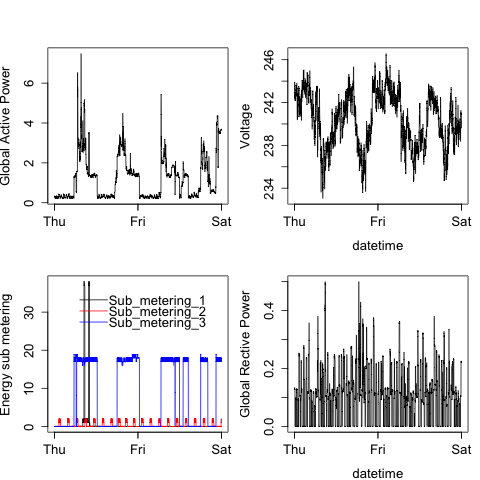 Global Active Power
0
2
4
6
Thu
Fri
Sat
Voltage
234
238
242
246
Thu
Fri
Sat
datetime
Energy sub metering
0
10
20
30
Sub_metering_1
Sub_metering_2
Sub_metering_3
Thu
Fri
Sat
Global Rective Power
0.0
0.2
0.4
Thu
Fri
Sat
datetime